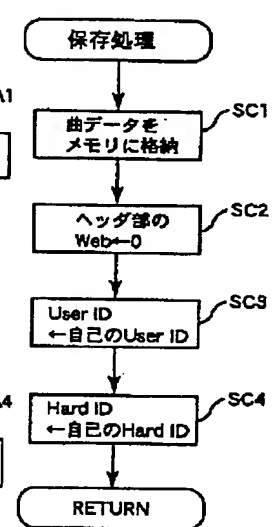 保存処理
A1
SC1
曲データを
メモリに格納
SC2
ヘッダ部の
Web←0
SC3
User ID
←自己のUser ID
A4
SC4
Hard ID
←自己のHard ID
RETURN